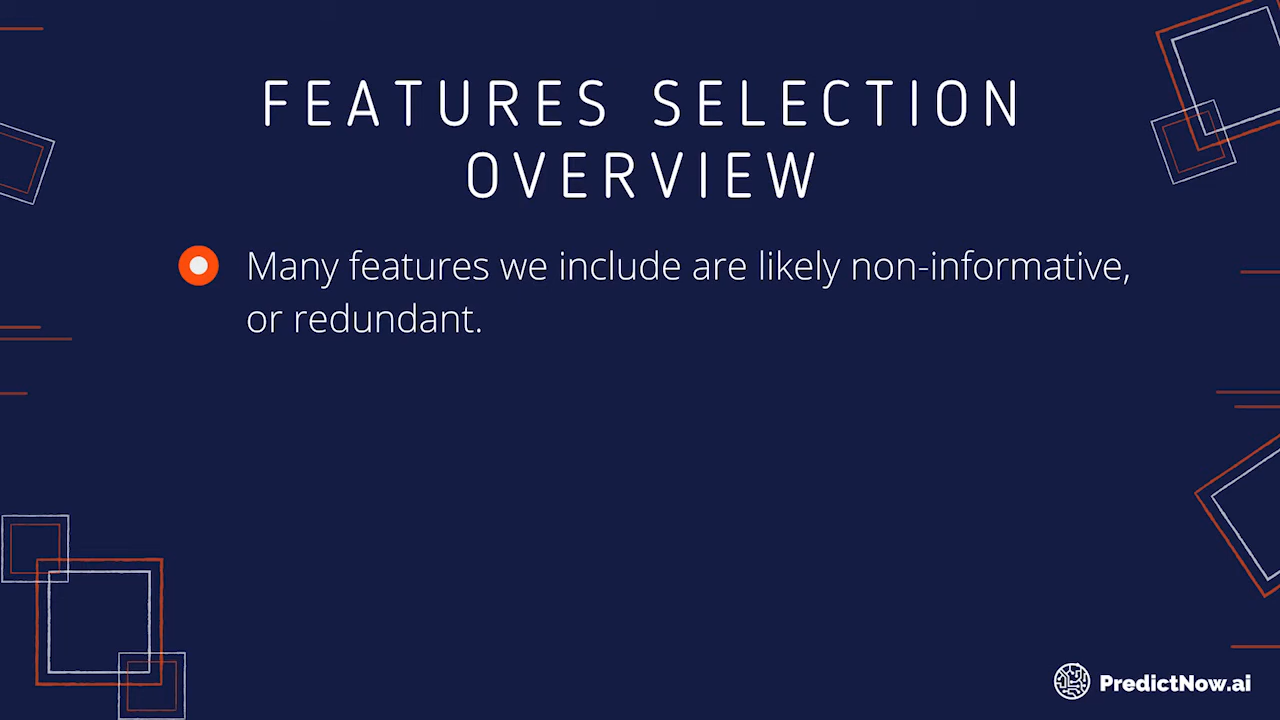 FEATURES SELECTION
OVERVIEW
Many features we include are likely non-informative,
or redundant.
PredictNow.ai